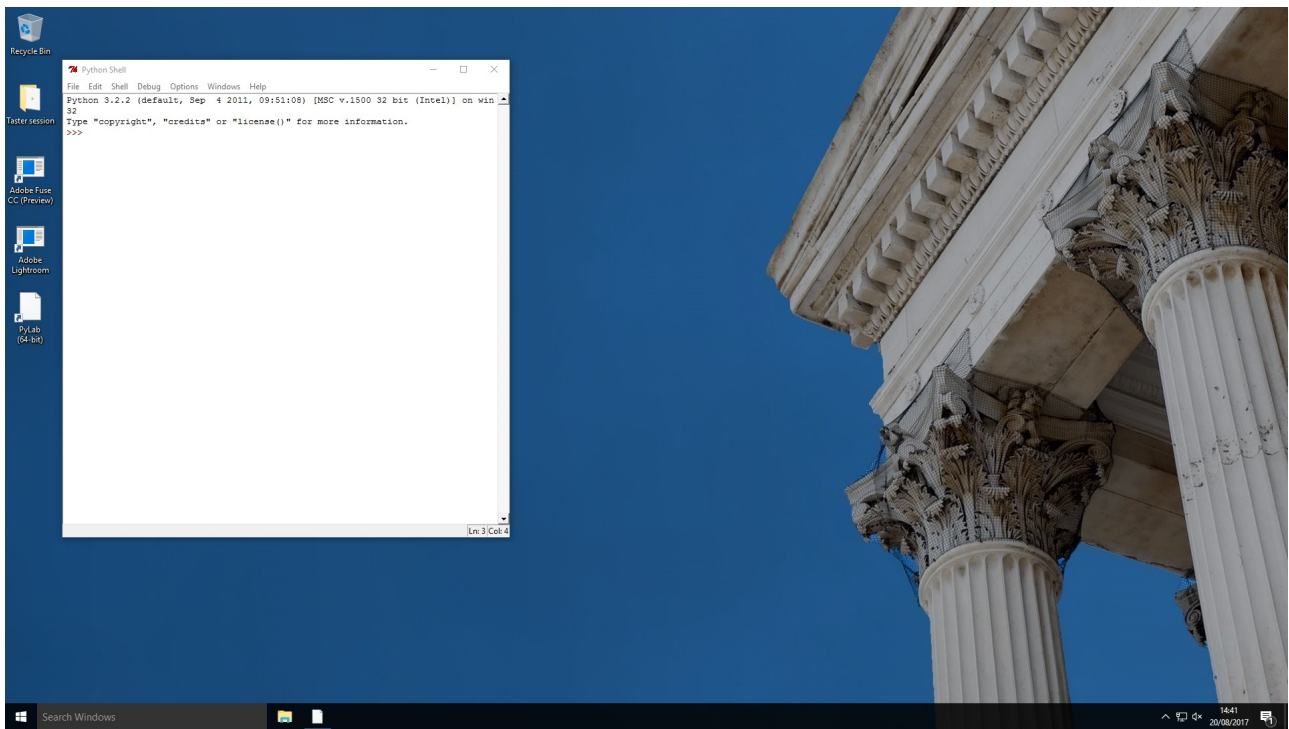 Recycle Bin
Taster session
Adobe Fuse
CC (Preview)
Adobe
Lightroom
PyLab
(64-bit)
Python Shell
File Edit Shell Debug Options Windows Help
Python 3.2.2 (default, Sep  4 2011, 09:51:08) [MSC v.1500 32 bit (Intel)] on win
32
Type "copyright", "credits" or "license()" for more information.
>>>
Ln: 3 Col: 4
Search Windows
14:41
20/08/2017
1